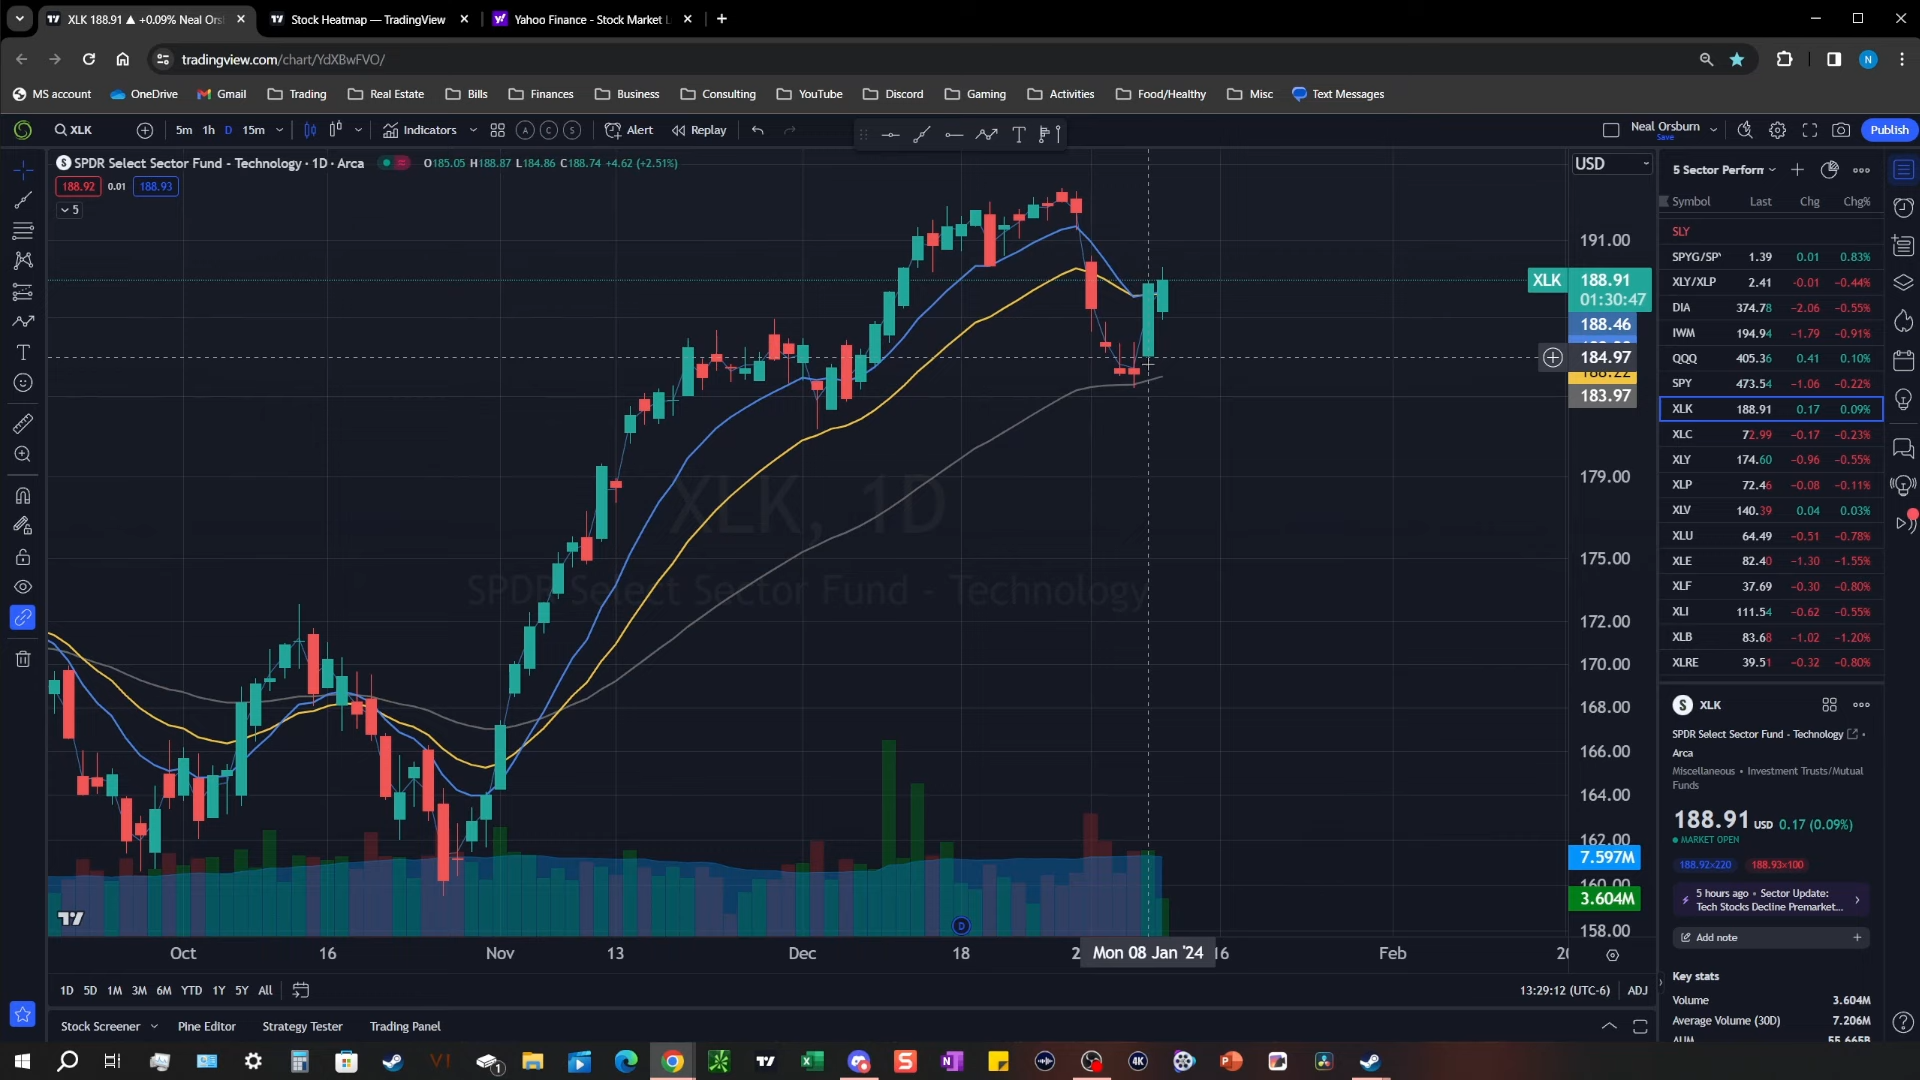 XLK 188.91 ▲ +0.09% Neal Orsb
Stock Heatmap — TradingView
Yahoo Finance - Stock Market L
tradingview.com/chart/YdXBwFVO/
N
MS account
OneDrive
Gmail
Trading
Real Estate
Bills
Finances
Business
Consulting
YouTube
Discord
Gaming
Activities
Food/Healthy
Misc
Text Messages
XLK
5m 1h D 15m
Indicators
A C S
Alert
Replay
Neal Orsburn
Save
Publish
SPDR Select Sector Fund - Technology · 1D · Arca
O185.05 H188.87 L184.86 C188.74 +4.62 (+2.51%)
188.92 0.01 188.93
5
USD
191.00
XLK 188.91
01:30:47
188.46
184.97
183.97
179.00
175.00
172.00
170.00
168.00
166.00
164.00
162.00
7.597M
160.00
3.604M
158.00
XLK, 1D
SPDR Select Sector Fund - Technology
D
Oct 16 Nov 13 Dec 18 Mon 08 Jan '24 16 Feb
1D 5D 1M 3M 6M YTD 1Y 5Y All
13:29:12 (UTC-6) ADJ
Stock Screener
Pine Editor
Strategy Tester
Trading Panel
5 Sector Perform
Symbol Last Chg Chg%
SLY
SPYG/SP 1.39 0.01 0.83%
XLY/XLP 2.41 -0.01 -0.44%
DIA 374.78 -2.06 -0.55%
IWM 194.94 -1.79 -0.91%
QQQ 405.36 0.41 0.10%
SPY 473.54 -1.06 -0.22%
XLK 188.91 0.17 0.09%
XLC 72.99 -0.17 -0.23%
XLY 174.60 -0.96 -0.55%
XLP 72.46 -0.08 -0.11%
XLV 140.39 0.04 0.03%
XLU 64.49 -0.51 -0.78%
XLE 82.40 -1.30 -1.55%
XLF 37.69 -0.30 -0.80%
XLI 111.54 -0.62 -0.55%
XLB 83.68 -1.02 -1.20%
XLRE 39.51 -0.32 -0.80%
S XLK
SPDR Select Sector Fund - Technology
Arca
Miscellaneous • Investment Trusts/Mutual
Funds
188.91 USD 0.17 (0.09%)
MARKET OPEN
188.92×220 188.93×100
5 hours ago • Sector Update:
Tech Stocks Decline Premarket...
Add note
Key stats
Volume 3.604M
Average Volume (30D) 7.206M
AUM 55.665B